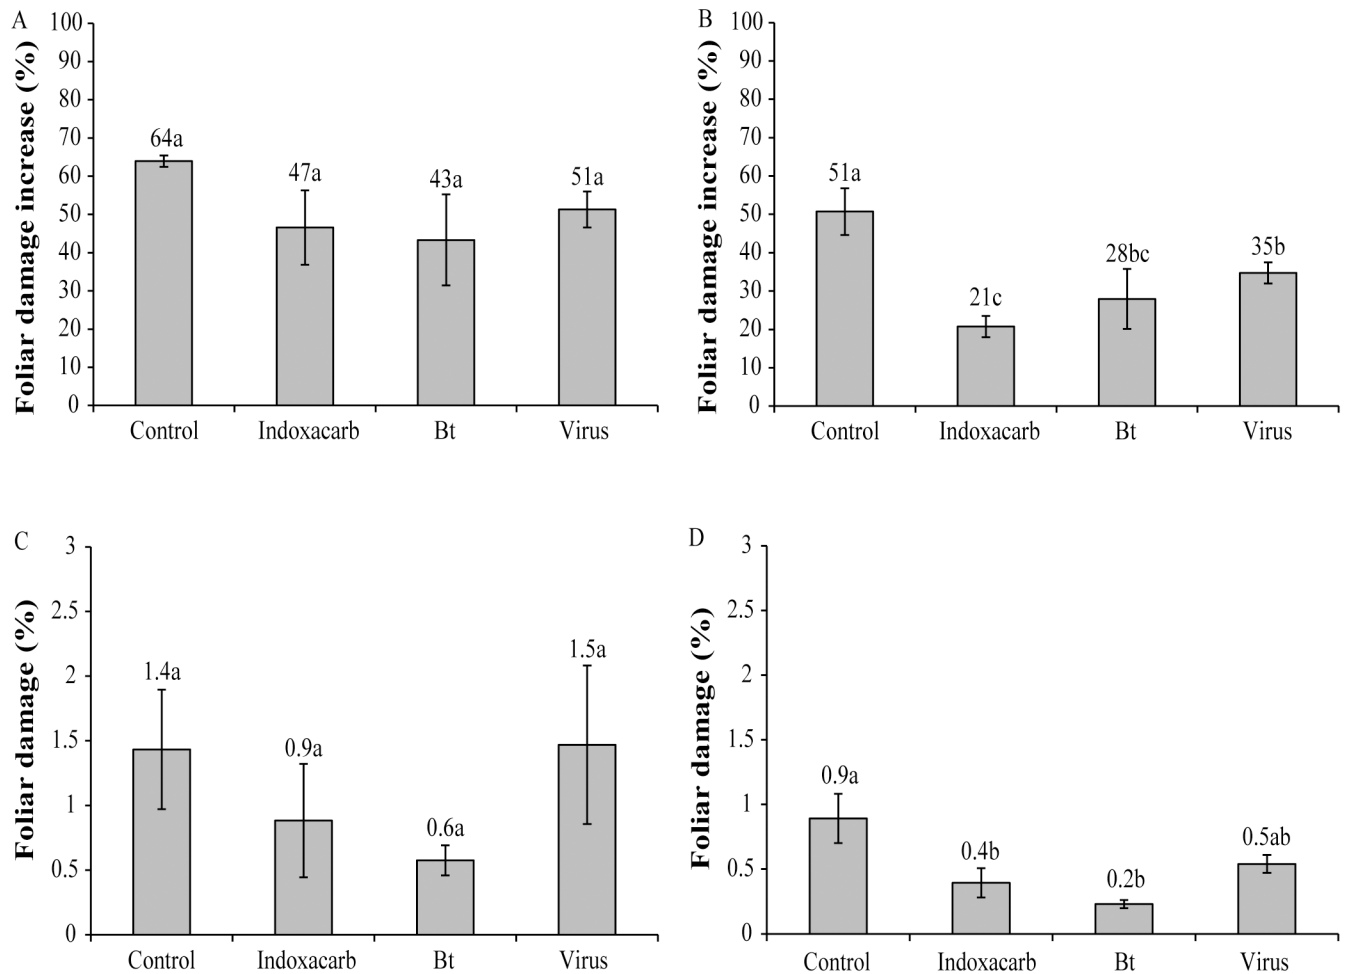 A
Foliar damage increase (%)
100
90
80
70
60
50
40
30
20
10
0
64a
47a
43a
51a
Control Indoxacarb Bt Virus
B
Foliar damage increase (%)
100
90
80
70
60
50
40
30
20
10
0
51a
21c
28bc
35b
Control Indoxacarb Bt Virus
C
Foliar damage (%)
3
2.5
2
1.5
1
0.5
0
1.4a
0.9a
0.6a
1.5a
Control Indoxacarb Bt Virus
D
Foliar damage (%)
3
2.5
2
1.5
1
0.5
0
0.9a
0.4b
0.2b
0.5ab
Control Indoxacarb Bt Virus